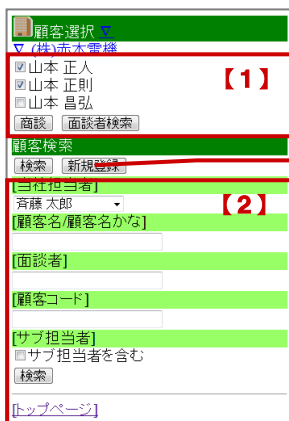 顧客選択 ∇
∇ (株)赤木電機
山本 正人
山本 正則
山本 昌弘
【1】
商談 面談者検索
顧客検索
検索 新規登録
[当社担当者]
斉藤 太郎
【2】
[顧客名/顧客名かな]
[面談者]
[顧客コード]
[サブ担当者]
サブ担当者を含む
検索
[トップページ]